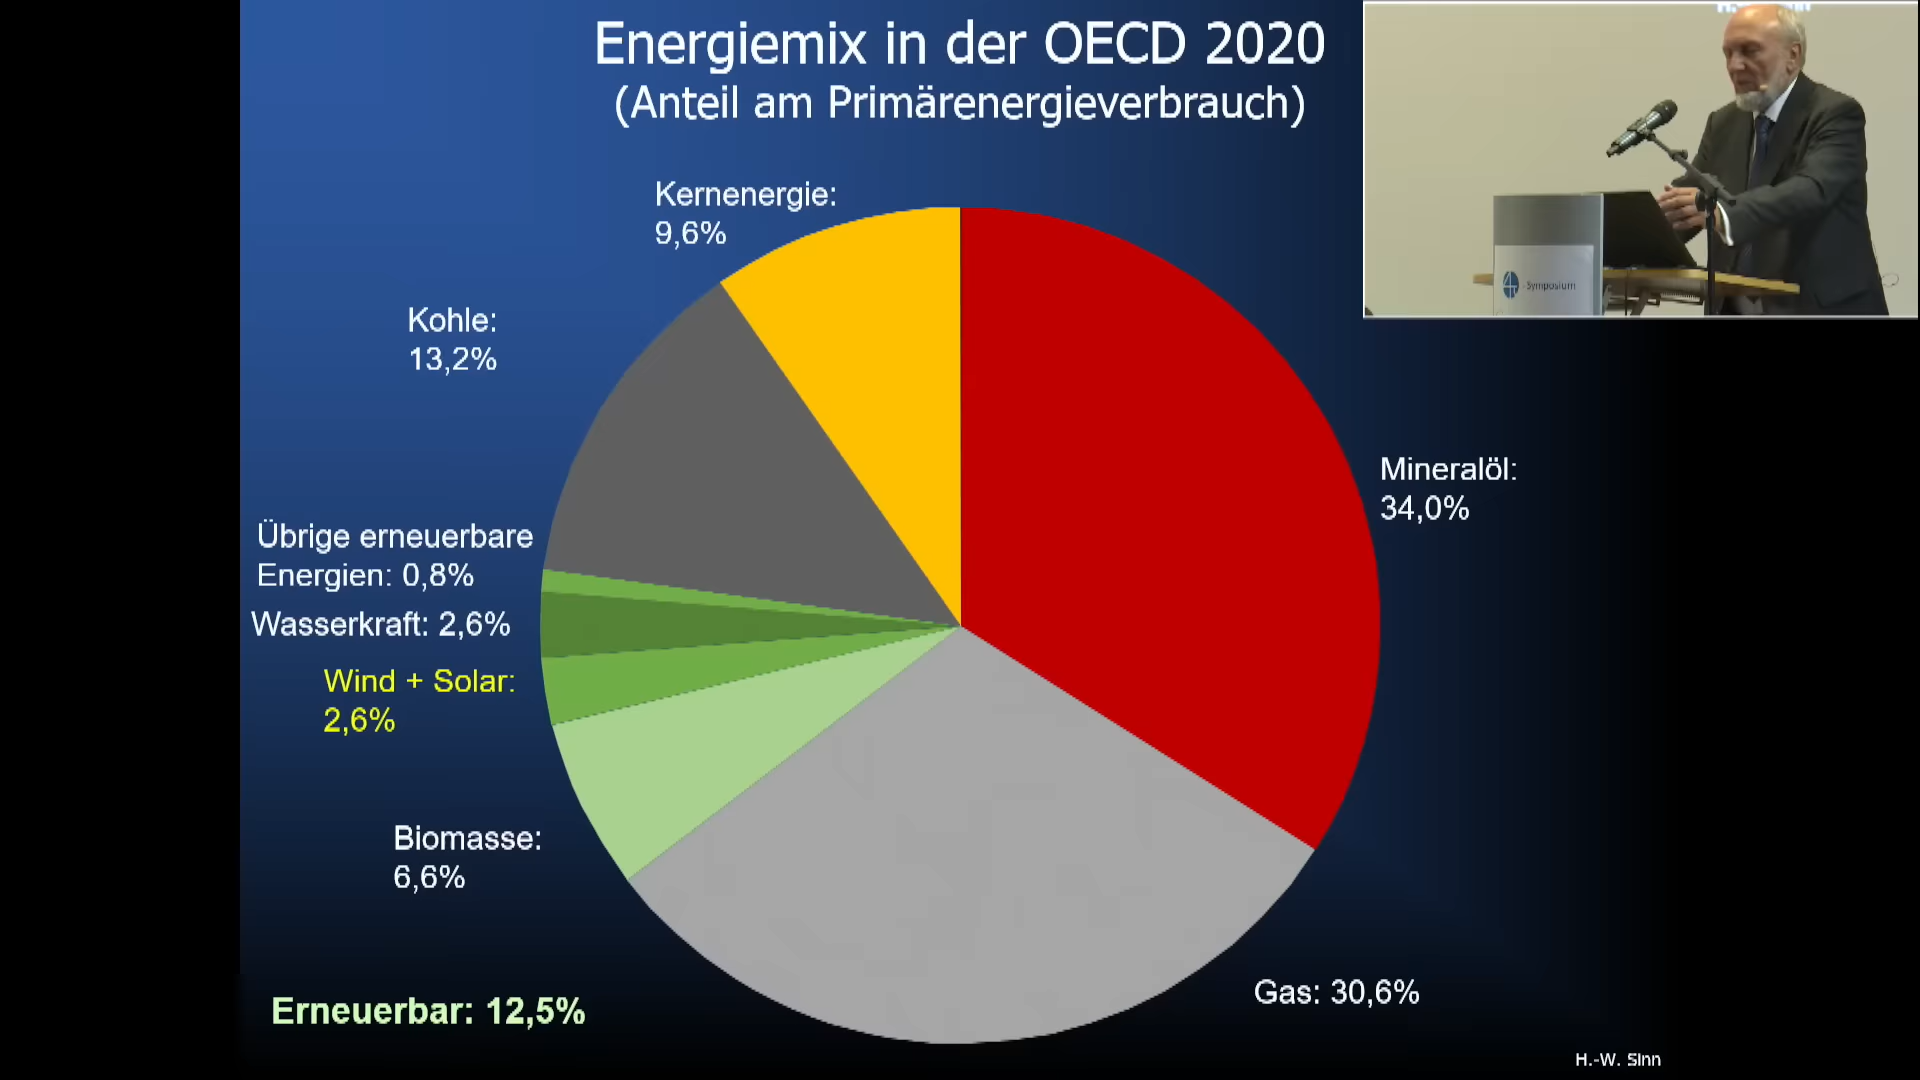 Energiemix in der OECD 2020
(Anteil am Primärenergieverbrauch)
Kernenergie:
9,6%
Kohle:
13,2%
Übrige erneuerbare
Energien: 0,8%
Wasserkraft: 2,6%
Wind + Solar:
2,6%
Biomasse:
6,6%
Mineralöl:
34,0%
Gas: 30,6%
Erneuerbar: 12,5%
H.-W. Sinn
Symposium